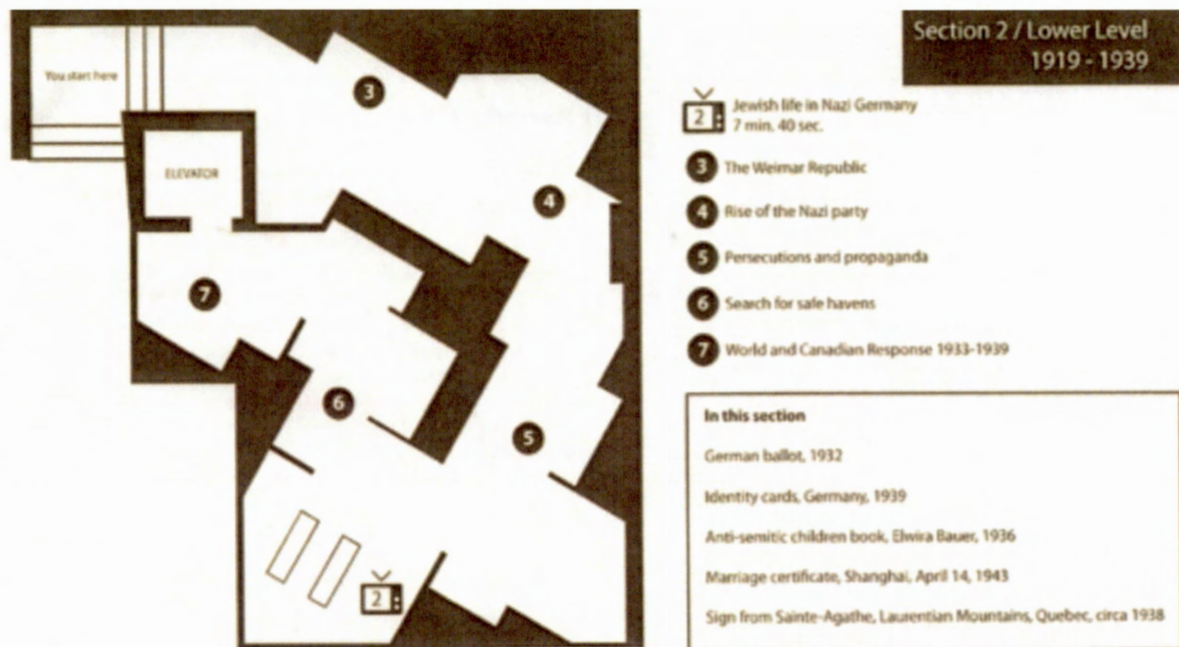 Section 2 / Lower Level
1919 - 1939
You start here
ELEVATOR
3
4
7
6
5
2
2 Jewish life in Nazi Germany
7 min. 40 sec.
3 The Weimar Republic
4 Rise of the Nazi party
5 Persecutions and propaganda
6 Search for safe havens
7 World and Canadian Response 1933-1939
In this section
German ballot, 1932
Identity cards, Germany, 1939
Anti-semitic children book, Elwira Bauer, 1936
Marriage certificate, Shanghai, April 14, 1943
Sign from Sainte-Agathe, Laurentian Mountains, Quebec, circa 1938